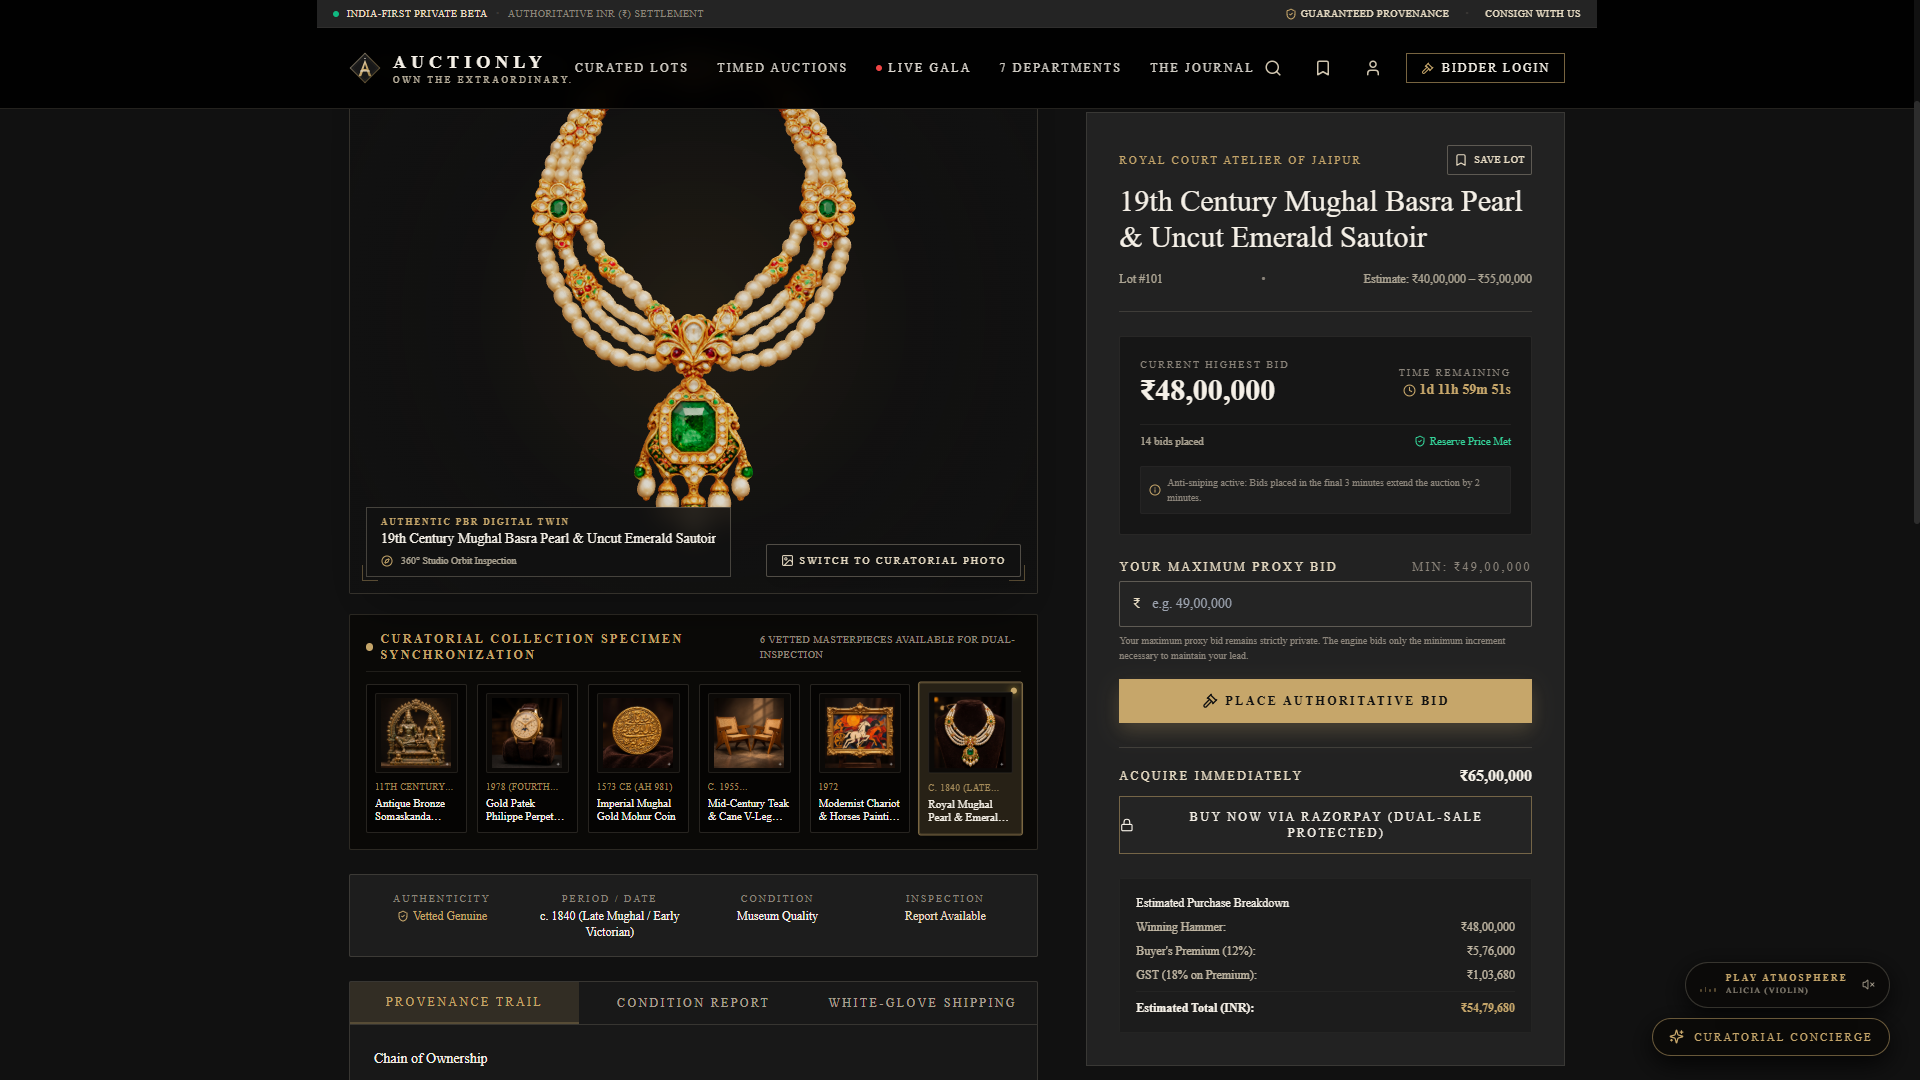 INDIA-FIRST PRIVATE BETA · AUTHORITATIVE INR (₹) SETTLEMENT
GUARANTEED PROVENANCE · CONSIGN WITH US
AUCTIONLY
OWN THE EXTRAORDINARY.
CURATED LOTS
TIMED AUCTIONS
LIVE GALA
7 DEPARTMENTS
THE JOURNAL
BIDDER LOGIN
AUTHENTIC PBR DIGITAL TWIN
19th Century Mughal Basra Pearl & Uncut Emerald Sautoir
360° Studio Orbit Inspection
SWITCH TO CURATORIAL PHOTO
CURATORIAL COLLECTION SPECIMEN
SYNCHRONIZATION
6 VETTED MASTERPIECES AVAILABLE FOR DUAL-
INSPECTION
11TH CENTURY...
Antique Bronze
Somaskanda...
1978 (FOURTH...
Gold Patek
Philippe Perpet...
1573 CE (AH 981)
Imperial Mughal
Gold Mohur Coin
C. 1955...
Mid-Century Teak
& Cane V-Leg...
1972
Modernist Chariot
& Horses Painti...
C. 1840 (LATE...
Royal Mughal
Pearl & Emeral...
AUTHENTICITY
Vetted Genuine
PERIOD / DATE
c. 1840 (Late Mughal / Early
Victorian)
CONDITION
Museum Quality
INSPECTION
Report Available
PROVENANCE TRAIL
CONDITION REPORT
WHITE-GLOVE SHIPPING
Chain of Ownership
ROYAL COURT ATELIER OF JAIPUR
SAVE LOT
19th Century Mughal Basra Pearl
& Uncut Emerald Sautoir
Lot #101 • Estimate: ₹40,00,000 – ₹55,00,000
CURRENT HIGHEST BID
₹48,00,000
TIME REMAINING
1d 11h 59m 51s
14 bids placed
Reserve Price Met
Anti-sniping active: Bids placed in the final 3 minutes extend the auction by 2
minutes.
YOUR MAXIMUM PROXY BID
MIN: ₹49,00,000
₹ e.g. 49,00,000
Your maximum proxy bid remains strictly private. The engine bids only the minimum increment
necessary to maintain your lead.
PLACE AUTHORITATIVE BID
ACQUIRE IMMEDIATELY
₹65,00,000
BUY NOW VIA RAZORPAY (DUAL-SALE
PROTECTED)
Estimated Purchase Breakdown
Winning Hammer: ₹48,00,000
Buyer's Premium (12%): ₹5,76,000
GST (18% on Premium): ₹1,03,680
Estimated Total (INR): ₹54,79,680
PLAY ATMOSPHERE
ALICIA (VIOLIN)
CURATORIAL CONCIERGE